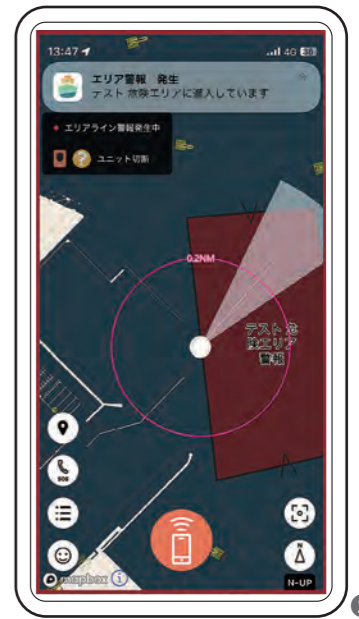 13:47
4G 36
エリア警報 発生
テスト 危険エリアに進入しています
エリアライン警報発生中
? ユニット切断
0.2NM
テスト 危
険エリア
警報
SOS
N
mapbox i
N-UP